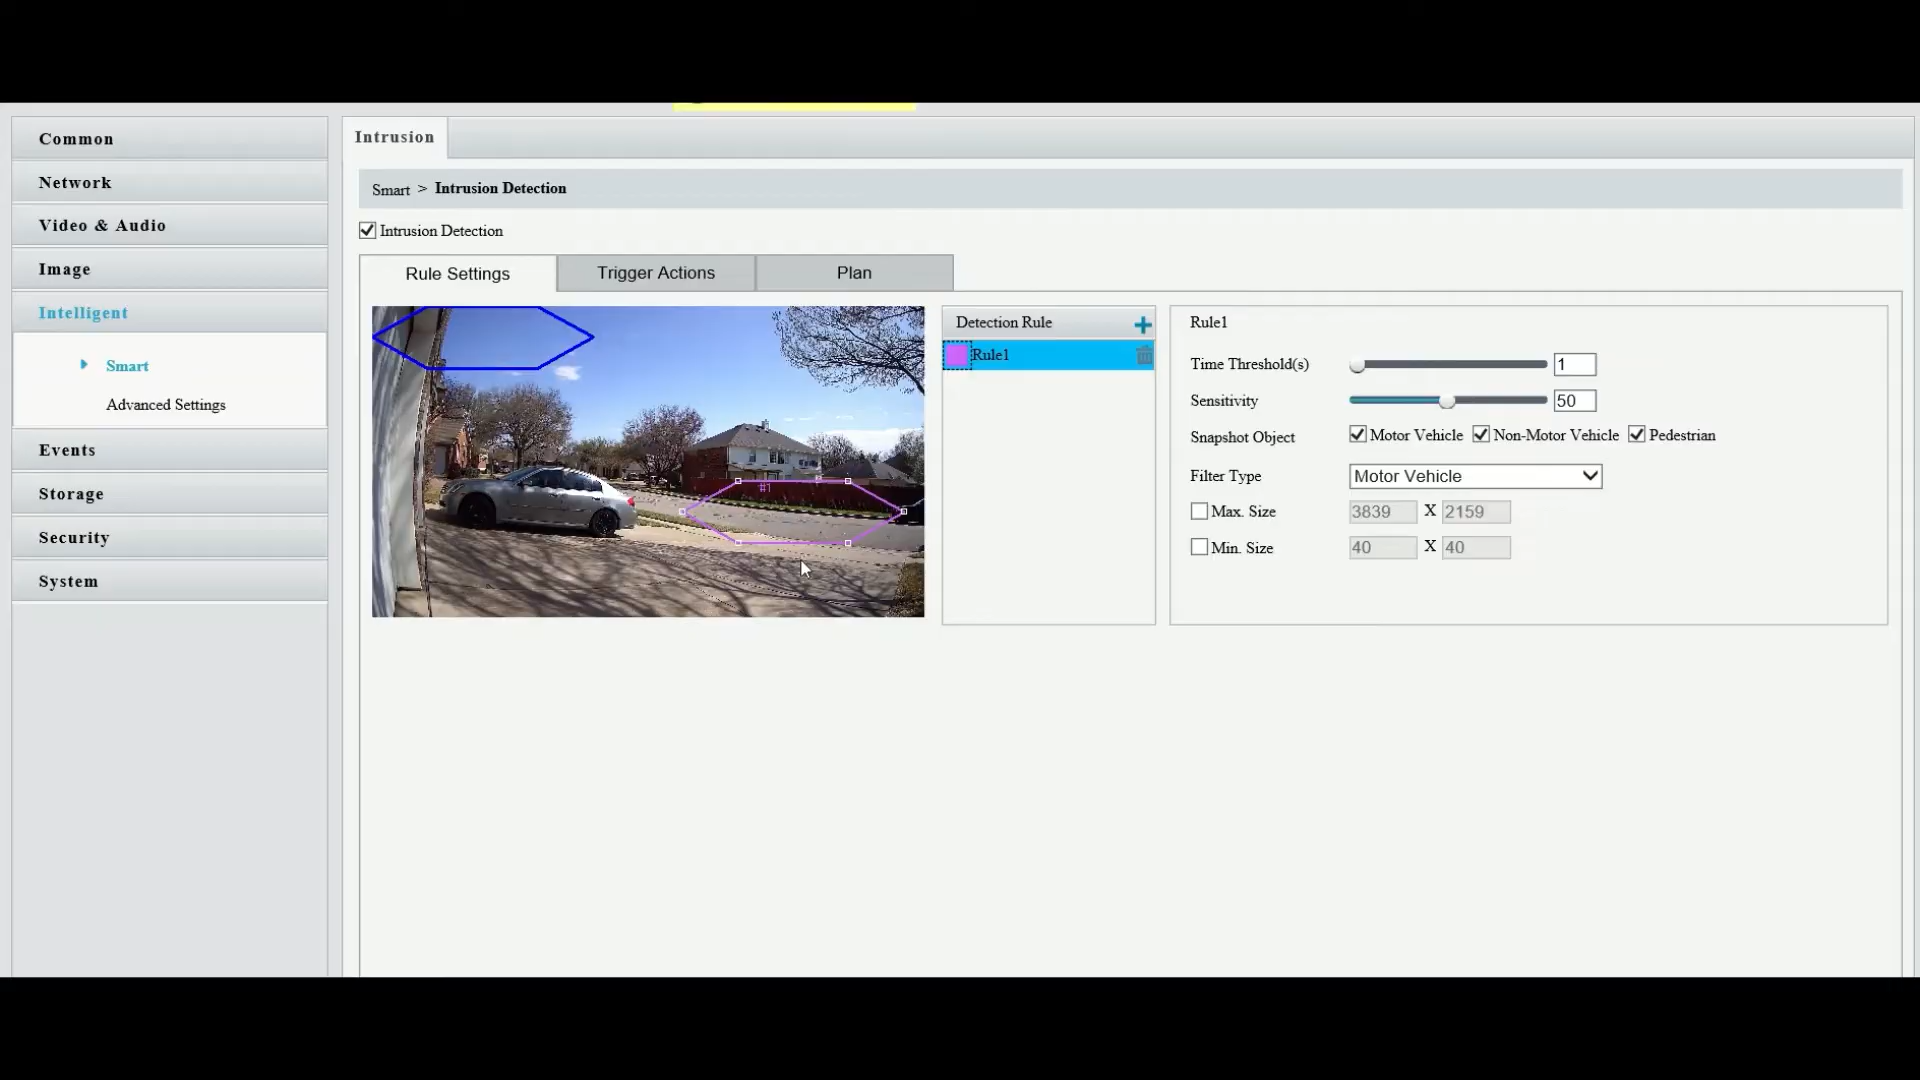 Common
Network
Video & Audio
Image
Intelligent
Smart
Advanced Settings
Events
Storage
Security
System
Intrusion
Smart > Intrusion Detection
Intrusion Detection
Rule Settings Trigger Actions Plan
#1
Detection Rule
Rule1
Rule1
Time Threshold(s) 1
Sensitivity 50
Snapshot Object Motor Vehicle Non-Motor Vehicle Pedestrian
Filter Type Motor Vehicle
Max. Size 3839 X 2159
Min. Size 40 X 40